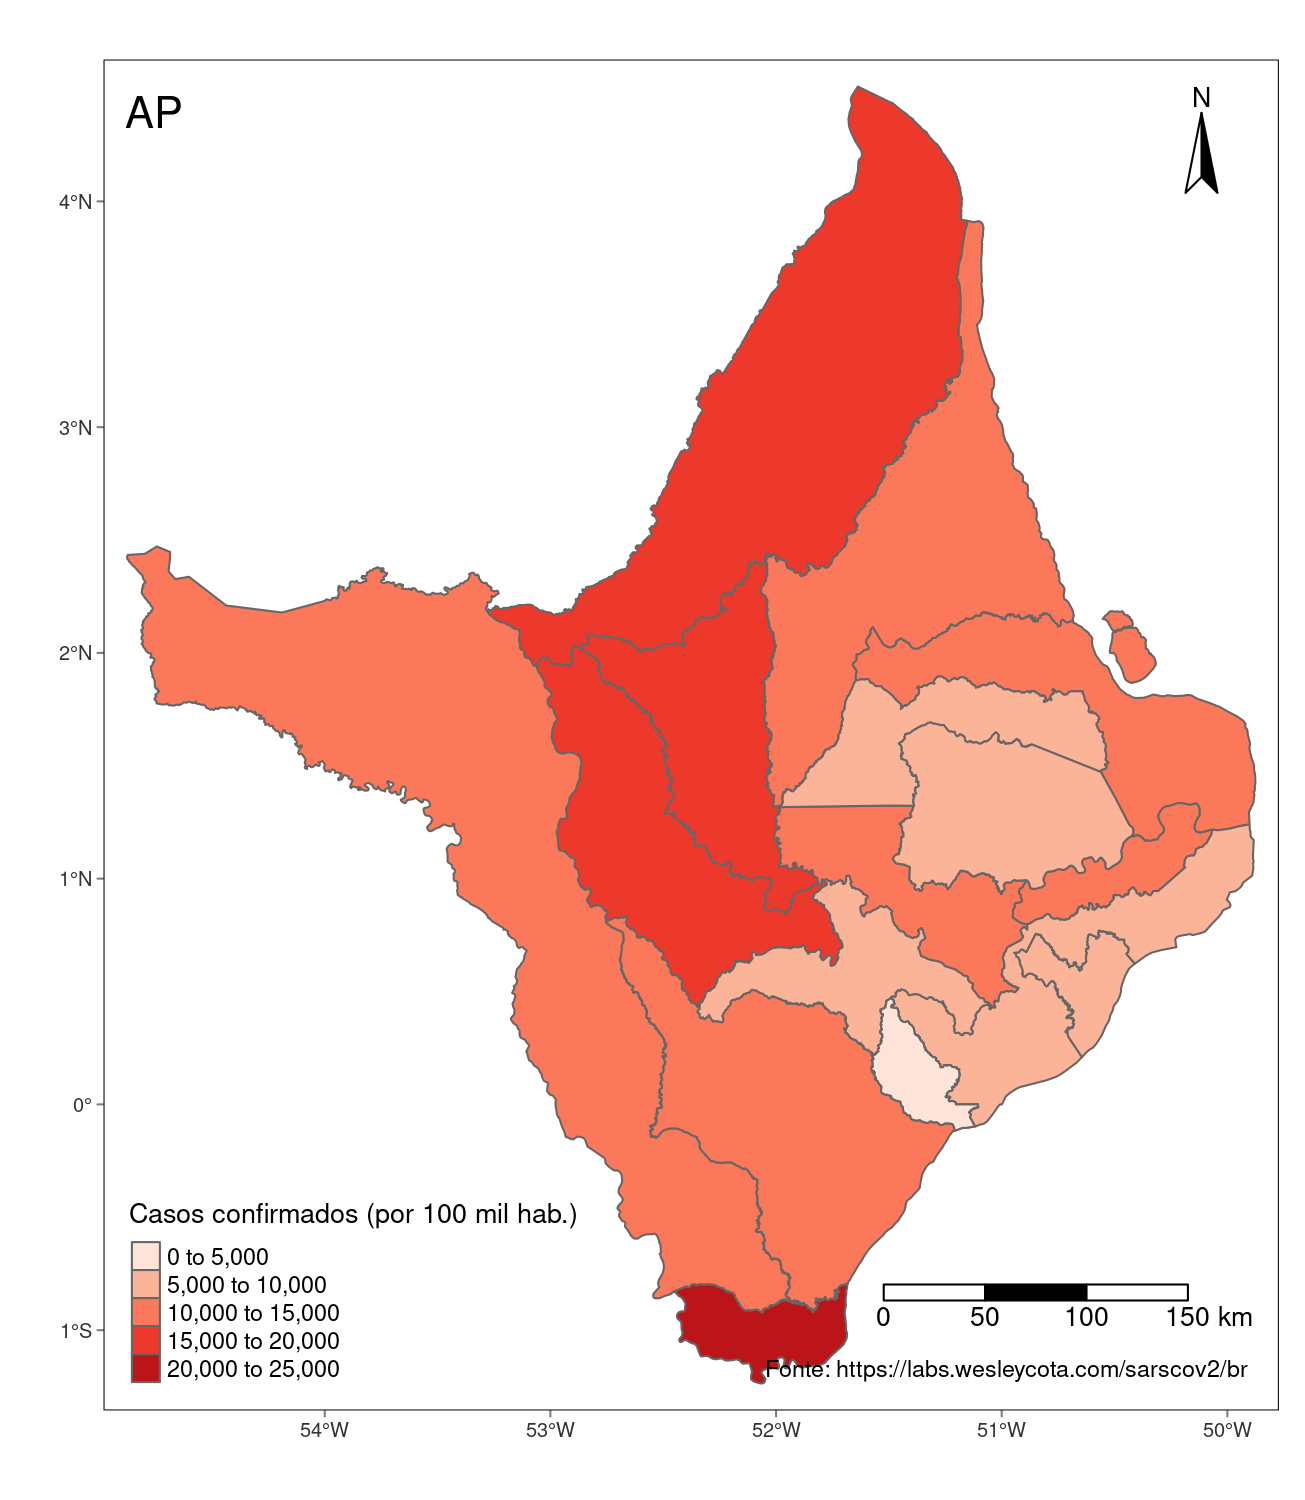 AP
N
4°N
3°N
2°N
1°N
0°
1°S
Casos confirmados (por 100 mil hab.)
0 to 5,000
5,000 to 10,000
10,000 to 15,000
15,000 to 20,000
20,000 to 25,000
0 50 100 150 km
Fonte: https://labs.wesleycota.com/sarscov2/br
54°W 53°W 52°W 51°W 50°W